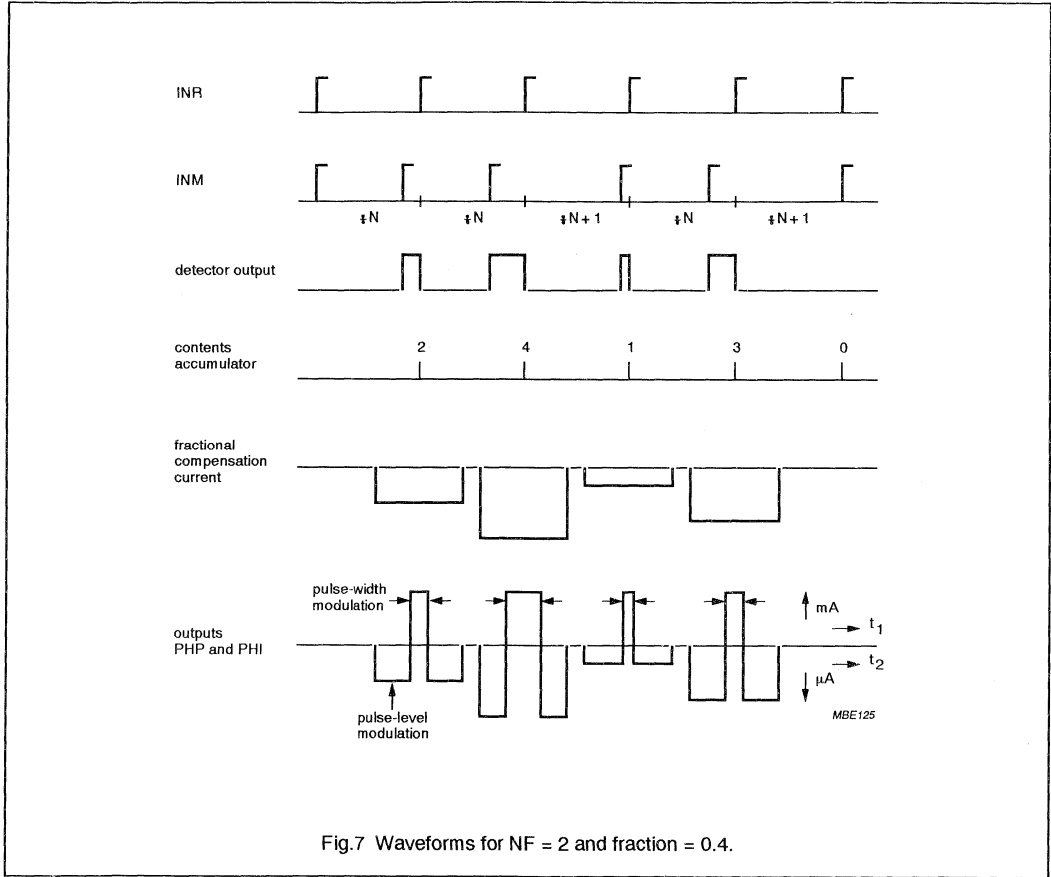 INR
INM
N N N + 1 N N + 1
detector output
contents
accumulator
2 4 1 3 0
fractional
compensation
current
pulse-width
modulation
mA
t1
outputs
PHP and PHI
t2
μA
pulse-level
modulation
MBE125
Fig.7 Waveforms for NF = 2 and fraction = 0.4.